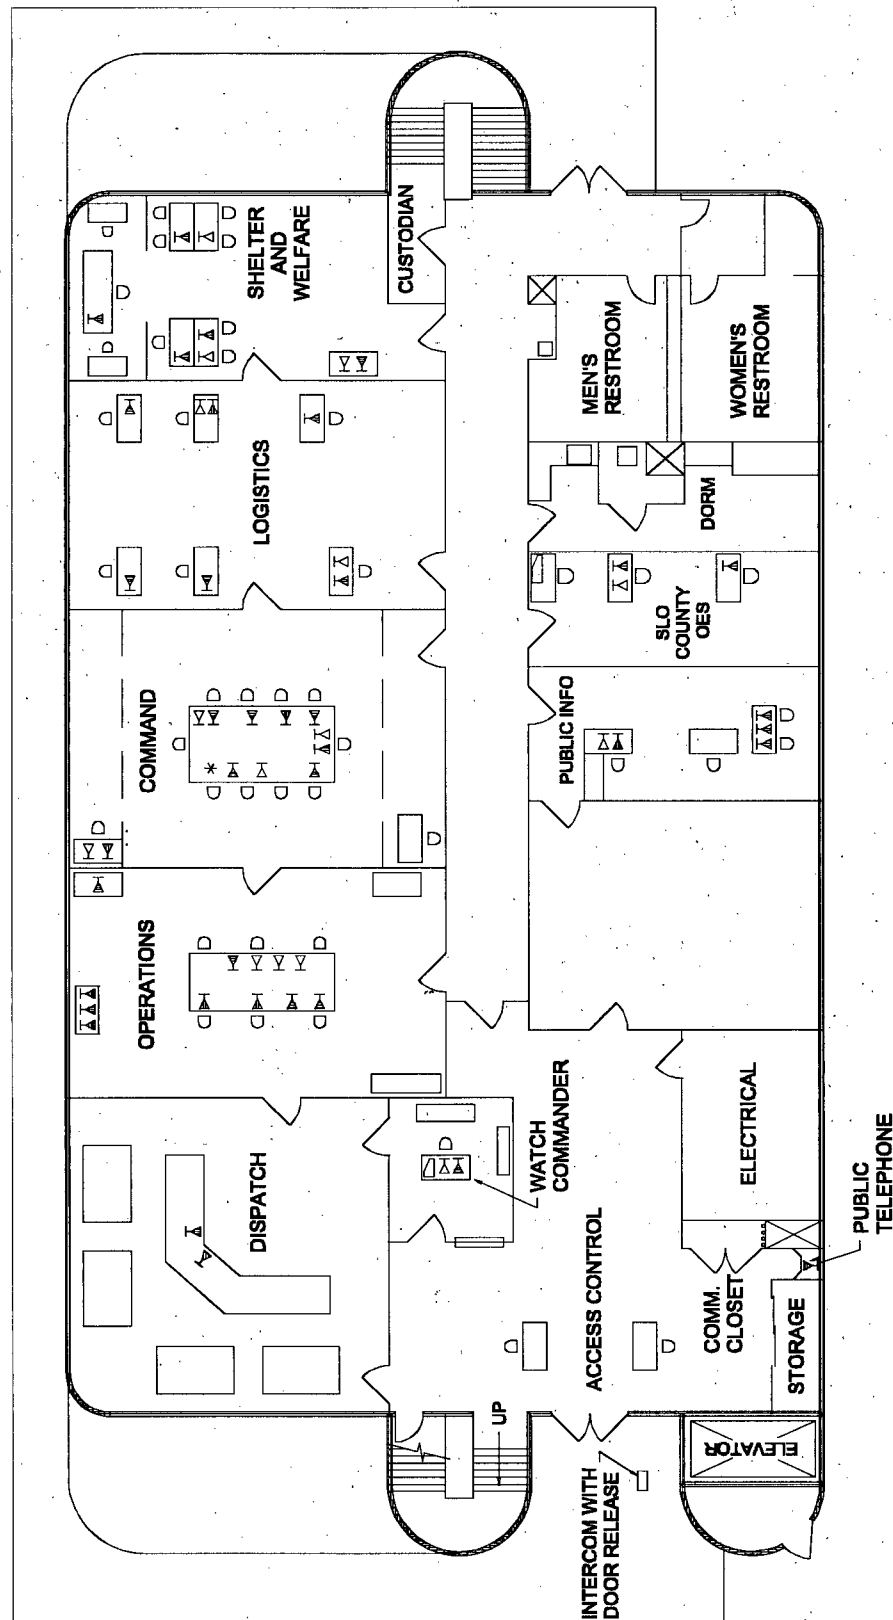 SHELTER
AND
WELFARE
CUSTODIAN
MEN'S
RESTROOM
WOMEN'S
RESTROOM
LOGISTICS
DORM
SLO
COUNTY
OES
COMMAND
PUBLIC INFO
OPERATIONS
DISPATCH
WATCH
COMMANDER
ELECTRICAL
PUBLIC
TELEPHONE
ACCESS CONTROL
COMM.
CLOSET
STORAGE
UP
ELEVATOR
INTERCOM WITH
DOOR RELEASE